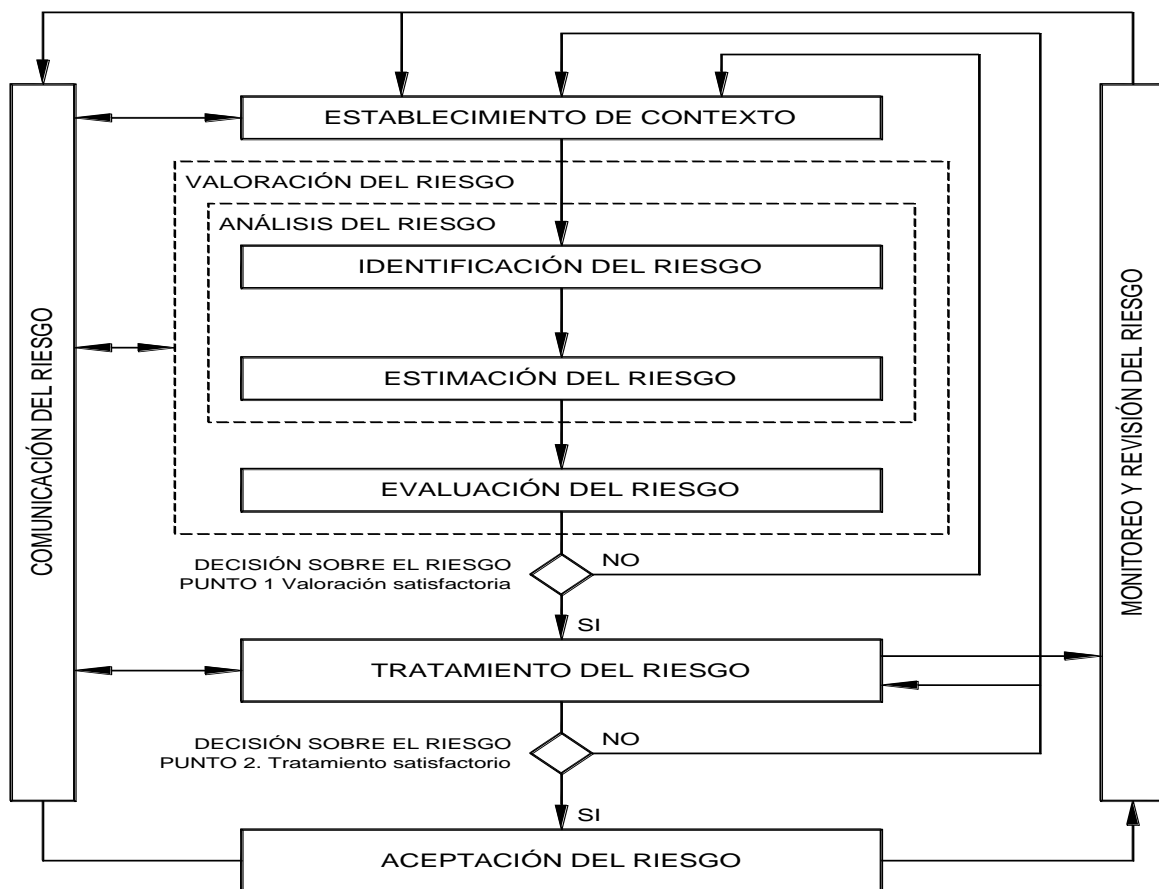 ESTABLECIMIENTO DE CONTEXTO
VALORACIÓN DEL RIESGO
ANÁLISIS DEL RIESGO
IDENTIFICACIÓN DEL RIESGO
ESTIMACIÓN DEL RIESGO
EVALUACIÓN DEL RIESGO
DECISIÓN SOBRE EL RIESGO
PUNTO 1 Valoración satisfactoria
NO
SI
TRATAMIENTO DEL RIESGO
DECISIÓN SOBRE EL RIESGO
PUNTO 2. Tratamiento satisfactorio
NO
SI
ACEPTACIÓN DEL RIESGO
COMUNICACIÓN DEL RIESGO
MONITOREO Y REVISIÓN DEL RIESGO